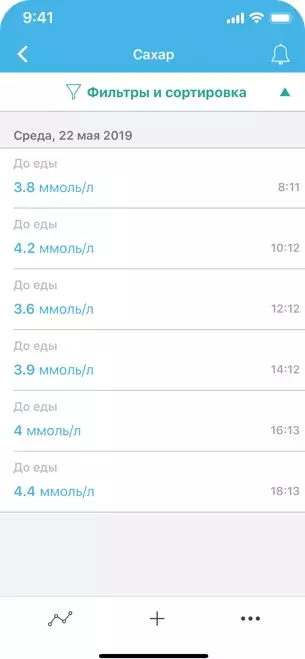 9:41
Сахар
Фильтры и сортировка
Среда, 22 мая 2019
До еды
3.8 ммоль/л 8:11
До еды
4.2 ммоль/л 10:12
До еды
3.6 ммоль/л 12:12
До еды
3.9 ммоль/л 14:12
До еды
4 ммоль/л 16:13
До еды
4.4 ммоль/л 18:13